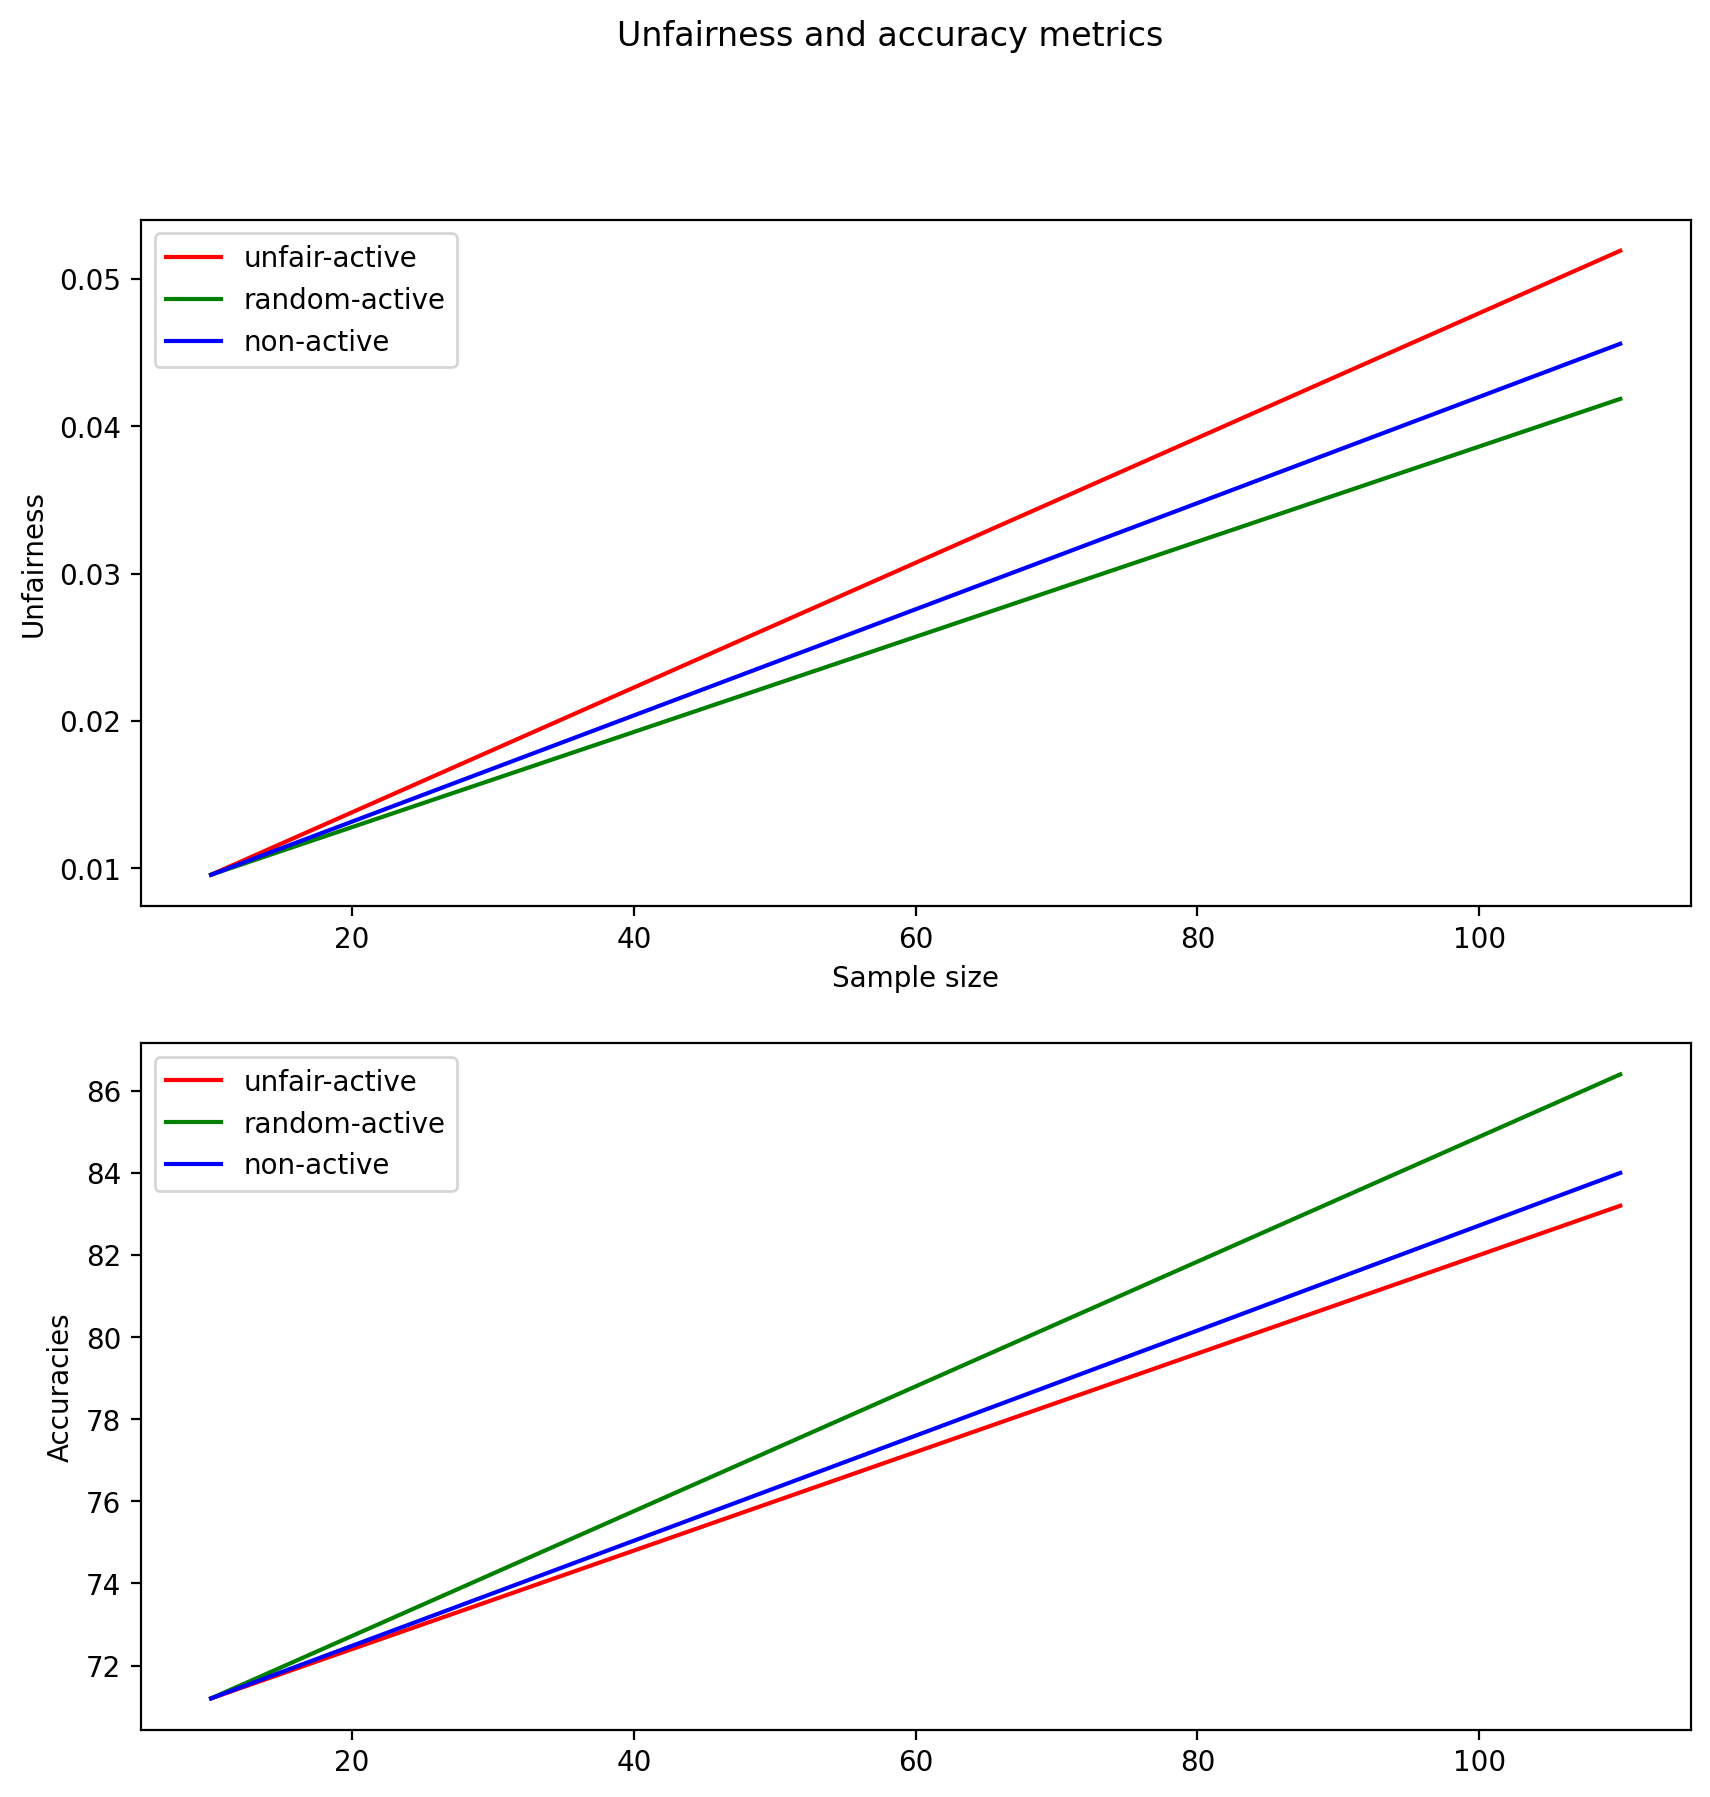 Unfairness and accuracy metrics
unfair-active
random-active
non-active
0.05
0.04
0.03
0.02
0.01
Unfairness
20 40 60 80 100
Sample size
unfair-active
random-active
non-active
86
84
82
80
78
76
74
72
Accuracies
20 40 60 80 100